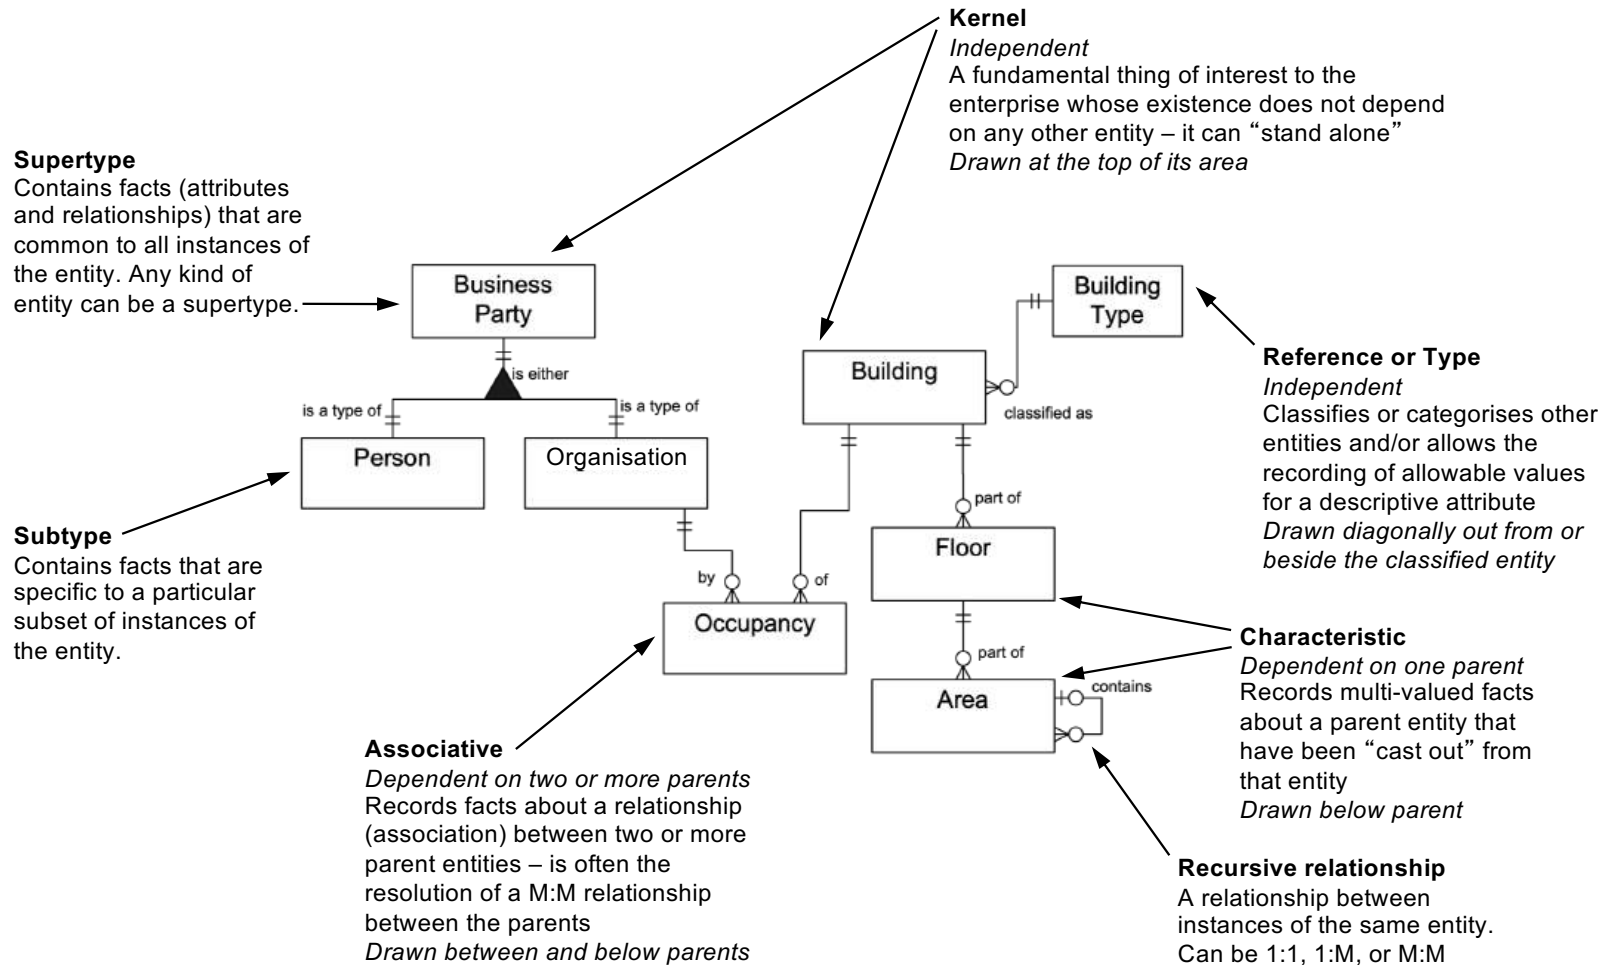 Kernel
Independent
A fundamental thing of interest to the
enterprise whose existence does not depend
on any other entity – it can “stand alone”
Drawn at the top of its area
Supertype
Contains facts (attributes
and relationships) that are
common to all instances of
the entity. Any kind of
entity can be a supertype.
Business
Party
is either
is a type of
is a type of
Person
Organisation
Subtype
Contains facts that are
specific to a particular
subset of instances of
the entity.
Building
Type
Building
classified as
Reference or Type
Independent
Classifies or categorises other
entities and/or allows the
recording of allowable values
for a descriptive attribute
Drawn diagonally out from or
beside the classified entity
part of
Floor
by
of
Occupancy
part of
Area
contains
Characteristic
Dependent on one parent
Records multi-valued facts
about a parent entity that
have been “cast out” from
that entity
Drawn below parent
Associative
Dependent on two or more parents
Records facts about a relationship
(association) between two or more
parent entities – is often the
resolution of a M:M relationship
between the parents
Drawn between and below parents
Recursive relationship
A relationship between
instances of the same entity.
Can be 1:1, 1:M, or M:M